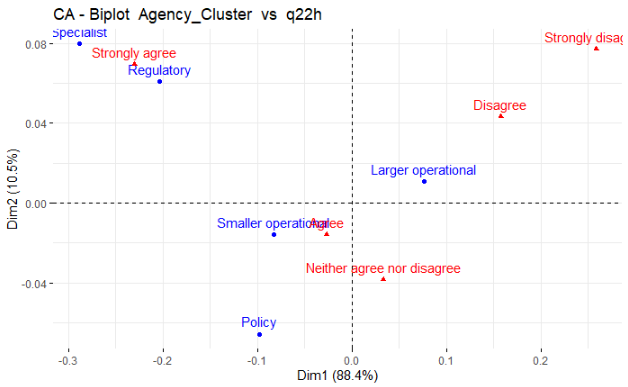 CA - Biplot Agency_Cluster vs q22h
Specialist
Strongly agree
Regulatory
Strongly disag
Disagree
Larger operational
Smaller operational
Agree
Neither agree nor disagree
Policy
0.08
0.04
0.00
-0.04
Dim2 (10.5%)
-0.3
-0.2
-0.1
0.0
0.1
0.2
Dim1 (88.4%)